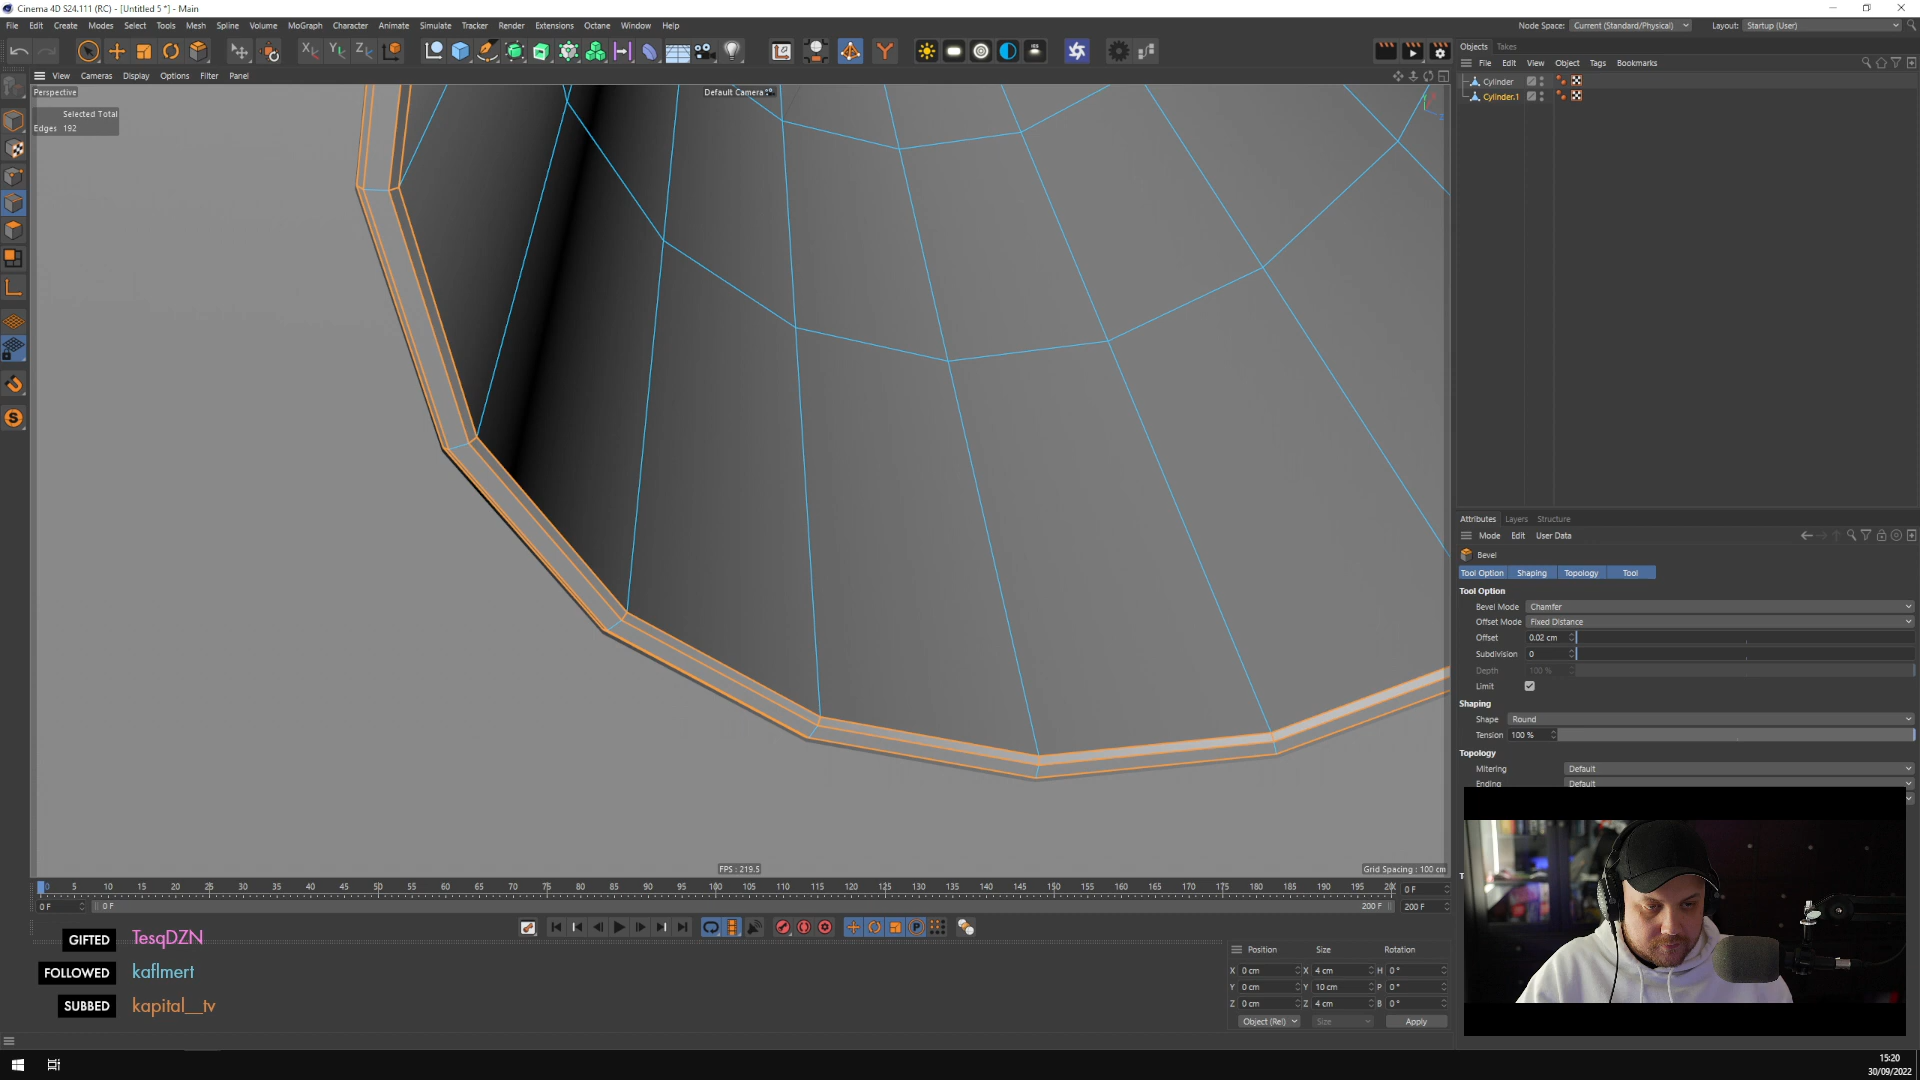 Cinema 4D S24.111 (RC) - [Untitled 5 *] - Main
File Edit Create Modes Select Tools Mesh Spline Volume MoGraph Character Animate Simulate Tracker Render Extensions Octane Window Help
Node Space: Current (Standard/Physical) Layout: Startup (User)
Objects Takes
File Edit View Object Tags Bookmarks
View Cameras Display Options Filter Panel
Perspective
Default Camera
Selected Total
Edges 192
Cylinder
Cylinder.1
Attributes Layers Structure
Mode Edit User Data
Bevel
Tool Option Shaping Topology Tool
Tool Option
Bevel Mode Chamfer
Offset Mode Fixed Distance
Offset 0.02 cm
Subdivision 0
Depth 100 %
Limit
Shaping
Shape Round
Tension 100 %
Topology
Mitering Default
Ending Default
FPS : 219.5
Grid Spacing : 100 cm
0 5 10 15 20 25 30 35 40 45 50 55 60 65 70 75 80 85 90 95 100 105 110 115 120 125 130 135 140 145 150 155 160 165 170 175 180 185 190 195 0 F
0 F 0 F 200 F 200 F
GIFTED TesqDZN
FOLLOWED kaflmert
SUBBED kapital__tv
Position Size Rotation
X 0 cm X 4 cm H 0 °
Y 0 cm Y 10 cm P 0 °
Z 0 cm Z 4 cm B 0 °
Object (Rel) Size Apply
15:20
30/09/2022